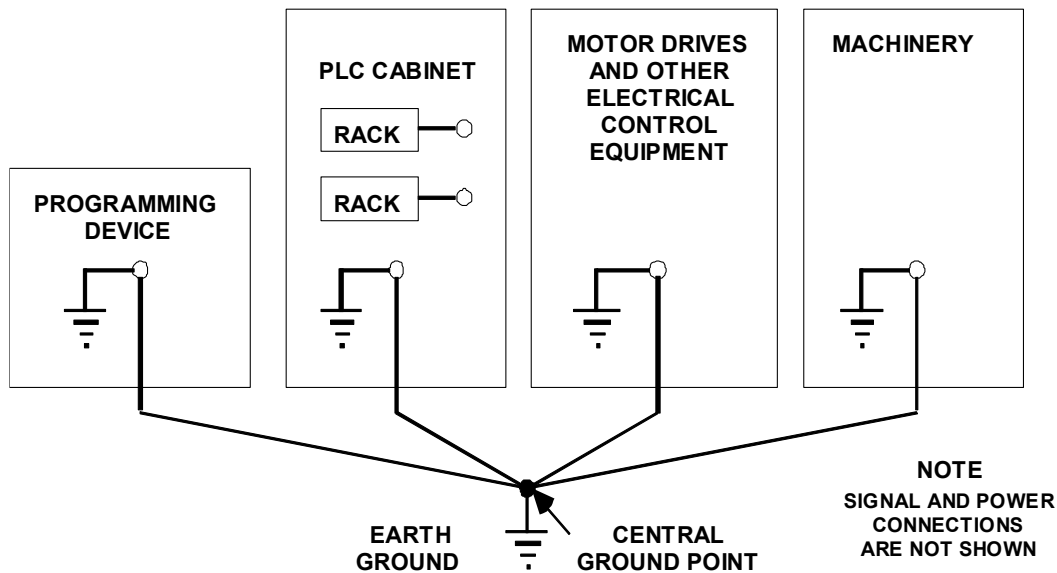 PROGRAMMING
DEVICE
PLC CABINET
RACK
RACK
MOTOR DRIVES
AND OTHER
ELECTRICAL
CONTROL
EQUIPMENT
MACHINERY
EARTH
GROUND
CENTRAL
GROUND POINT
NOTE
SIGNAL AND POWER
CONNECTIONS
ARE NOT SHOWN